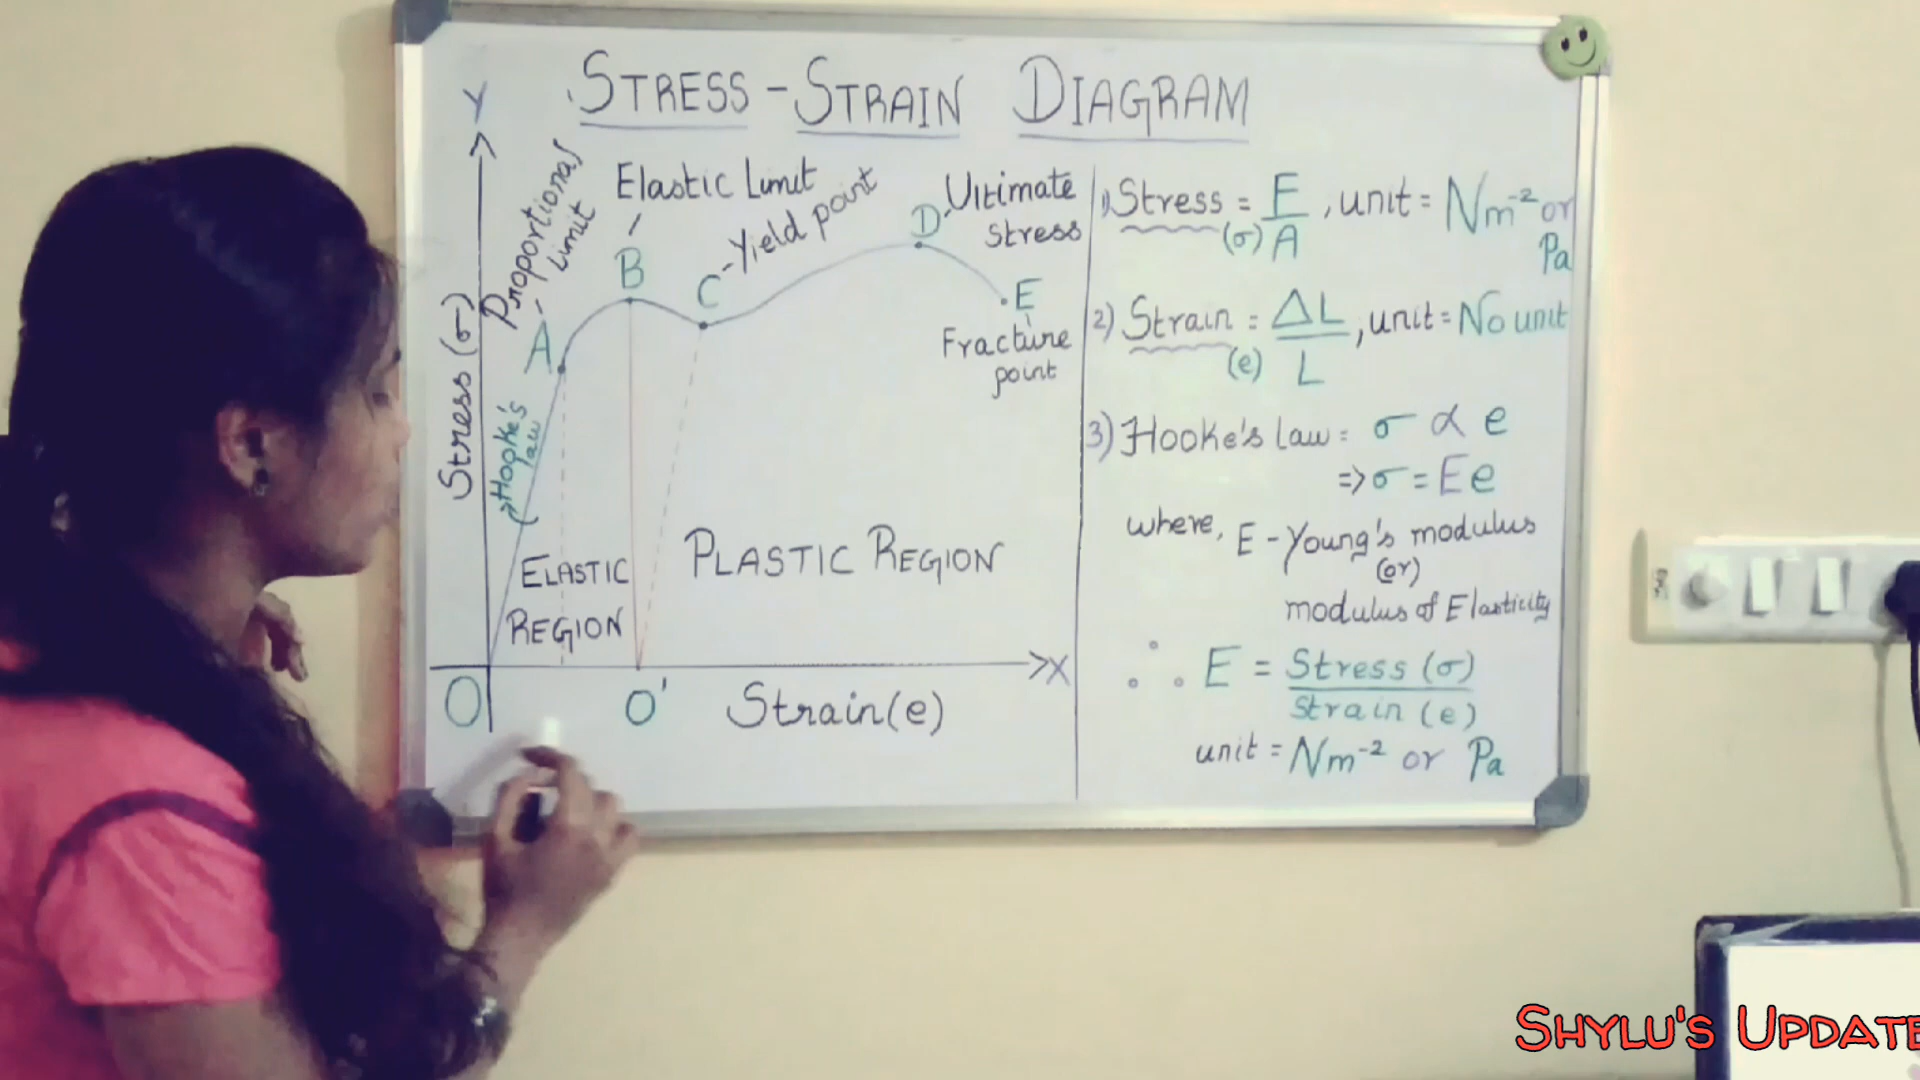 STRESS-STRAIN DIAGRAM
Y
Stress (σ)
Proportional
Limit
Elastic Limit
Yield point
Ultimate
Stress
A
B
C
D
E
Fracture
point
Hooke's
law
ELASTIC
REGION
PLASTIC REGION
O
O'
Strain(e)
X
1) Stress (σ) = F/A, unit = Nm⁻² or
Pa
2) Strain (e) = ΔL/L, unit = No unit
3) Hooke's Law = σ ∝ e
=> σ = Ee
where, E - Young's modulus
(or)
modulus of Elasticity
∴ E = Stress (σ)
Strain (e)
unit = Nm⁻² or Pa
SHYLU'S UPDATE